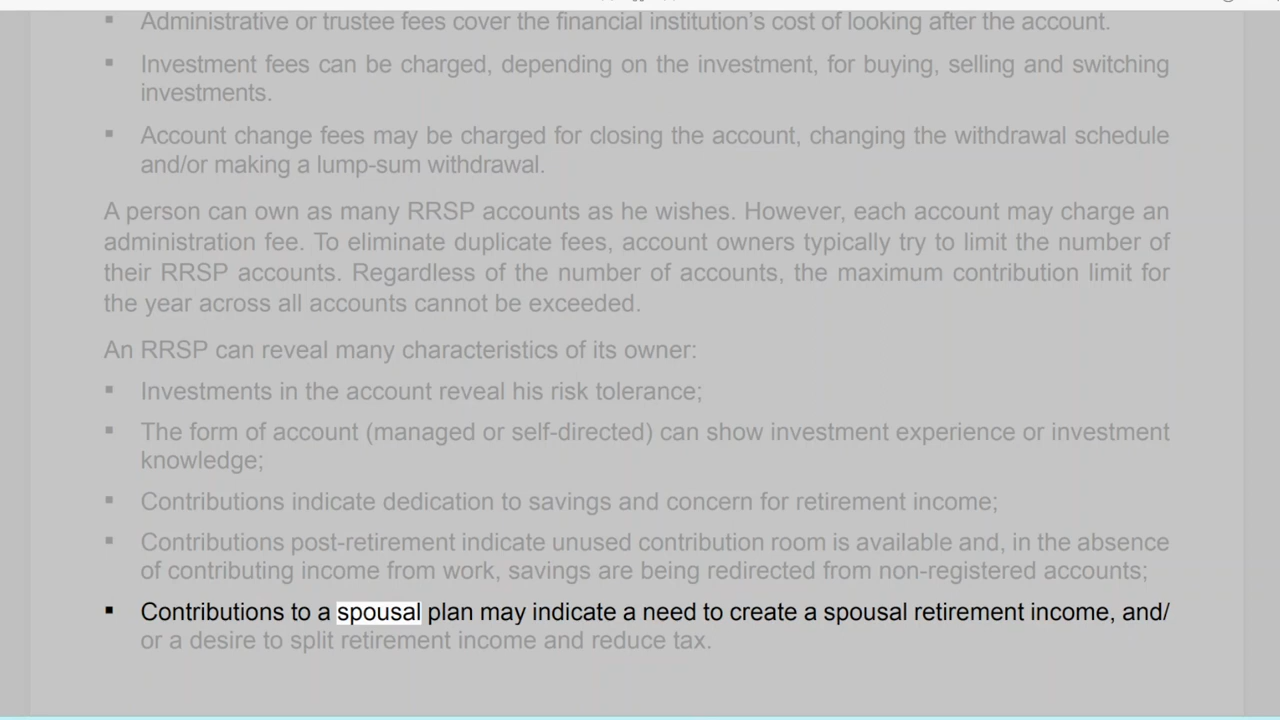 ▪ Administrative or trustee fees cover the financial institution’s cost of looking after the account.
▪ Investment fees can be charged, depending on the investment, for buying, selling and switching
investments.
▪ Account change fees may be charged for closing the account, changing the withdrawal schedule
and/or making a lump-sum withdrawal.
A person can own as many RRSP accounts as he wishes. However, each account may charge an
administration fee. To eliminate duplicate fees, account owners typically try to limit the number of
their RRSP accounts. Regardless of the number of accounts, the maximum contribution limit for
the year across all accounts cannot be exceeded.
An RRSP can reveal many characteristics of its owner:
▪ Investments in the account reveal his risk tolerance;
▪ The form of account (managed or self-directed) can show investment experience or investment
knowledge;
▪ Contributions indicate dedication to savings and concern for retirement income;
▪ Contributions post-retirement indicate unused contribution room is available and, in the absence
of contributing income from work, savings are being redirected from non-registered accounts;
▪ Contributions to a spousal plan may indicate a need to create a spousal retirement income, and/
or a desire to split retirement income and reduce tax.